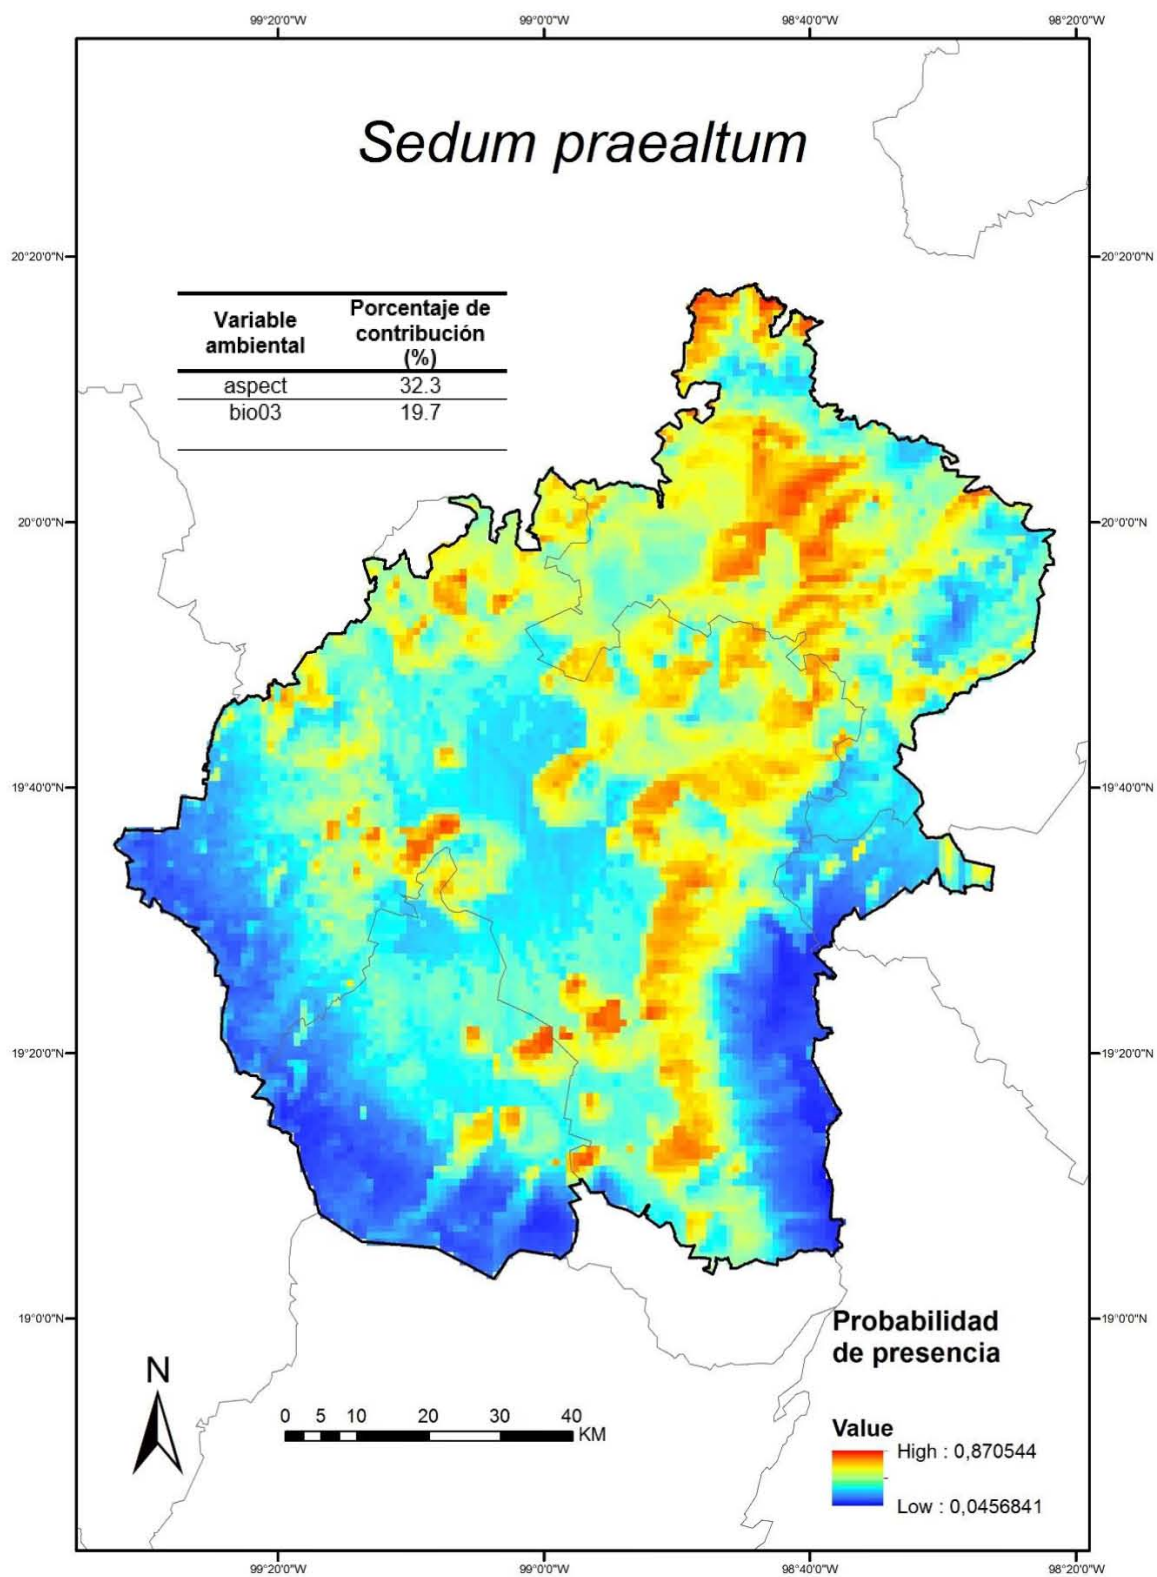 99°20'0"W 99°0'0"W 98°40'0"W 98°20'0"W
Sedum praealtum
20°20'0"N 20°20'0"N
Variable
ambiental
Porcentaje de
contribución
(%)
aspect 32.3
bio03 19.7
20°0'0"N 20°0'0"N
19°40'0"N 19°40'0"N
19°20'0"N 19°20'0"N
19°0'0"N 19°0'0"N
Probabilidad
de presencia
N
0 5 10 20 30 40
KM
Value
High : 0,870544
Low : 0,0456841
99°20'0"W 99°0'0"W 98°40'0"W 98°20'0"W